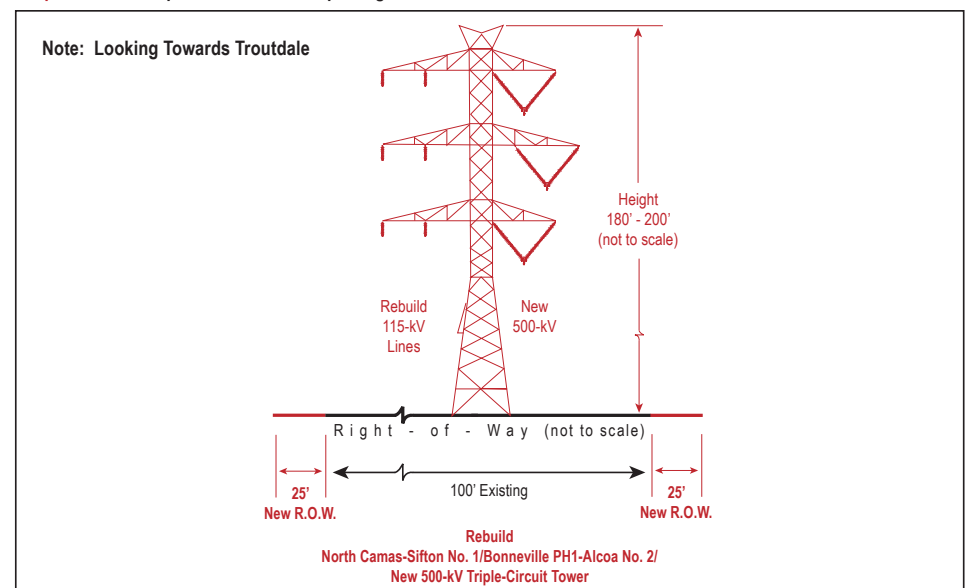 Note: Looking Towards Troutdale
Height
180' - 200'
(not to scale)
Rebuild
115-kV
Lines
New
500-kV
Right - of - Way (not to scale)
25'
New R.O.W.
100' Existing
25'
New R.O.W.
Rebuild
North Camas-Sifton No. 1/Bonneville PH1-Alcoa No. 2/
New 500-kV Triple-Circuit Tower